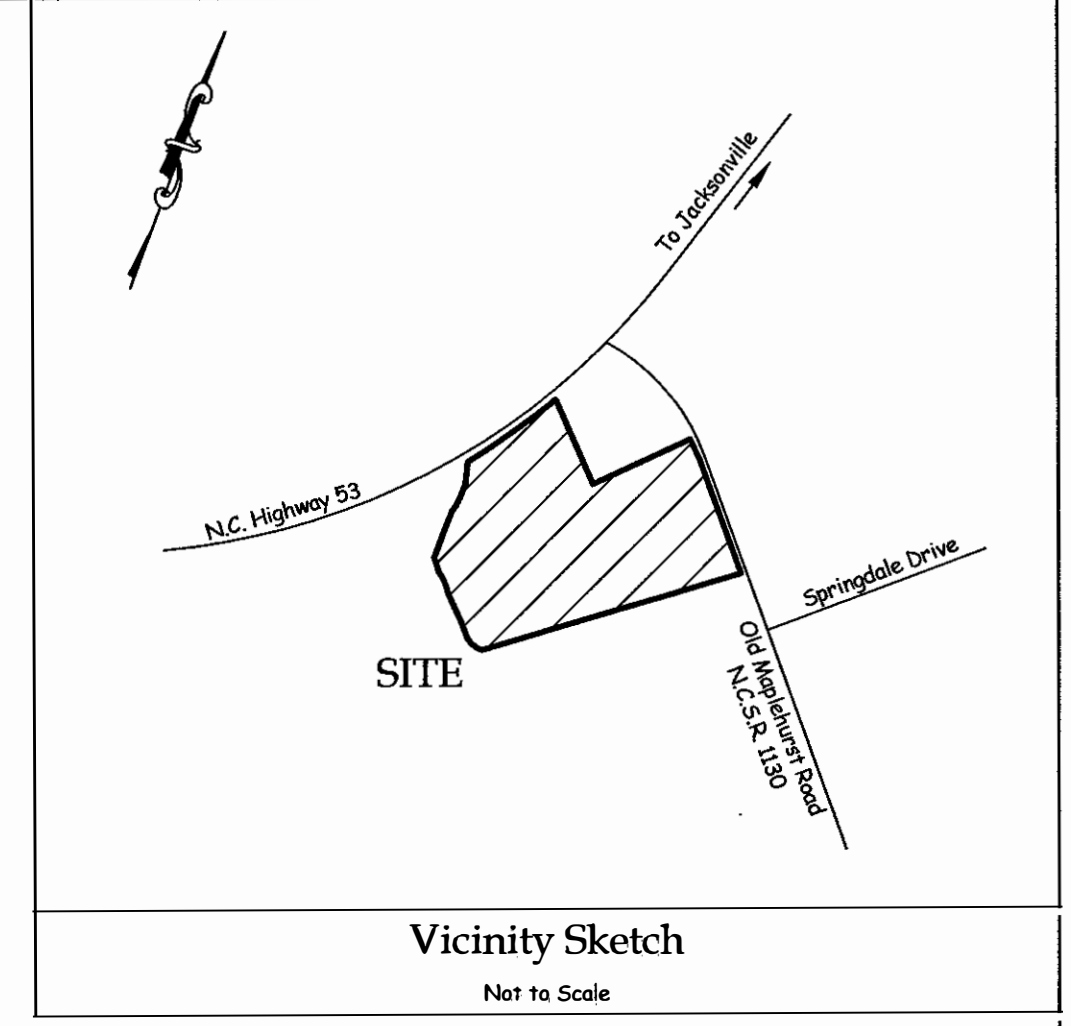 To Jacksonville
N.C. Highway 53
Springdale Drive
SITE
Old Maplehurst Road
N.C.S.R. 1130
Vicinity Sketch
Not to Scale